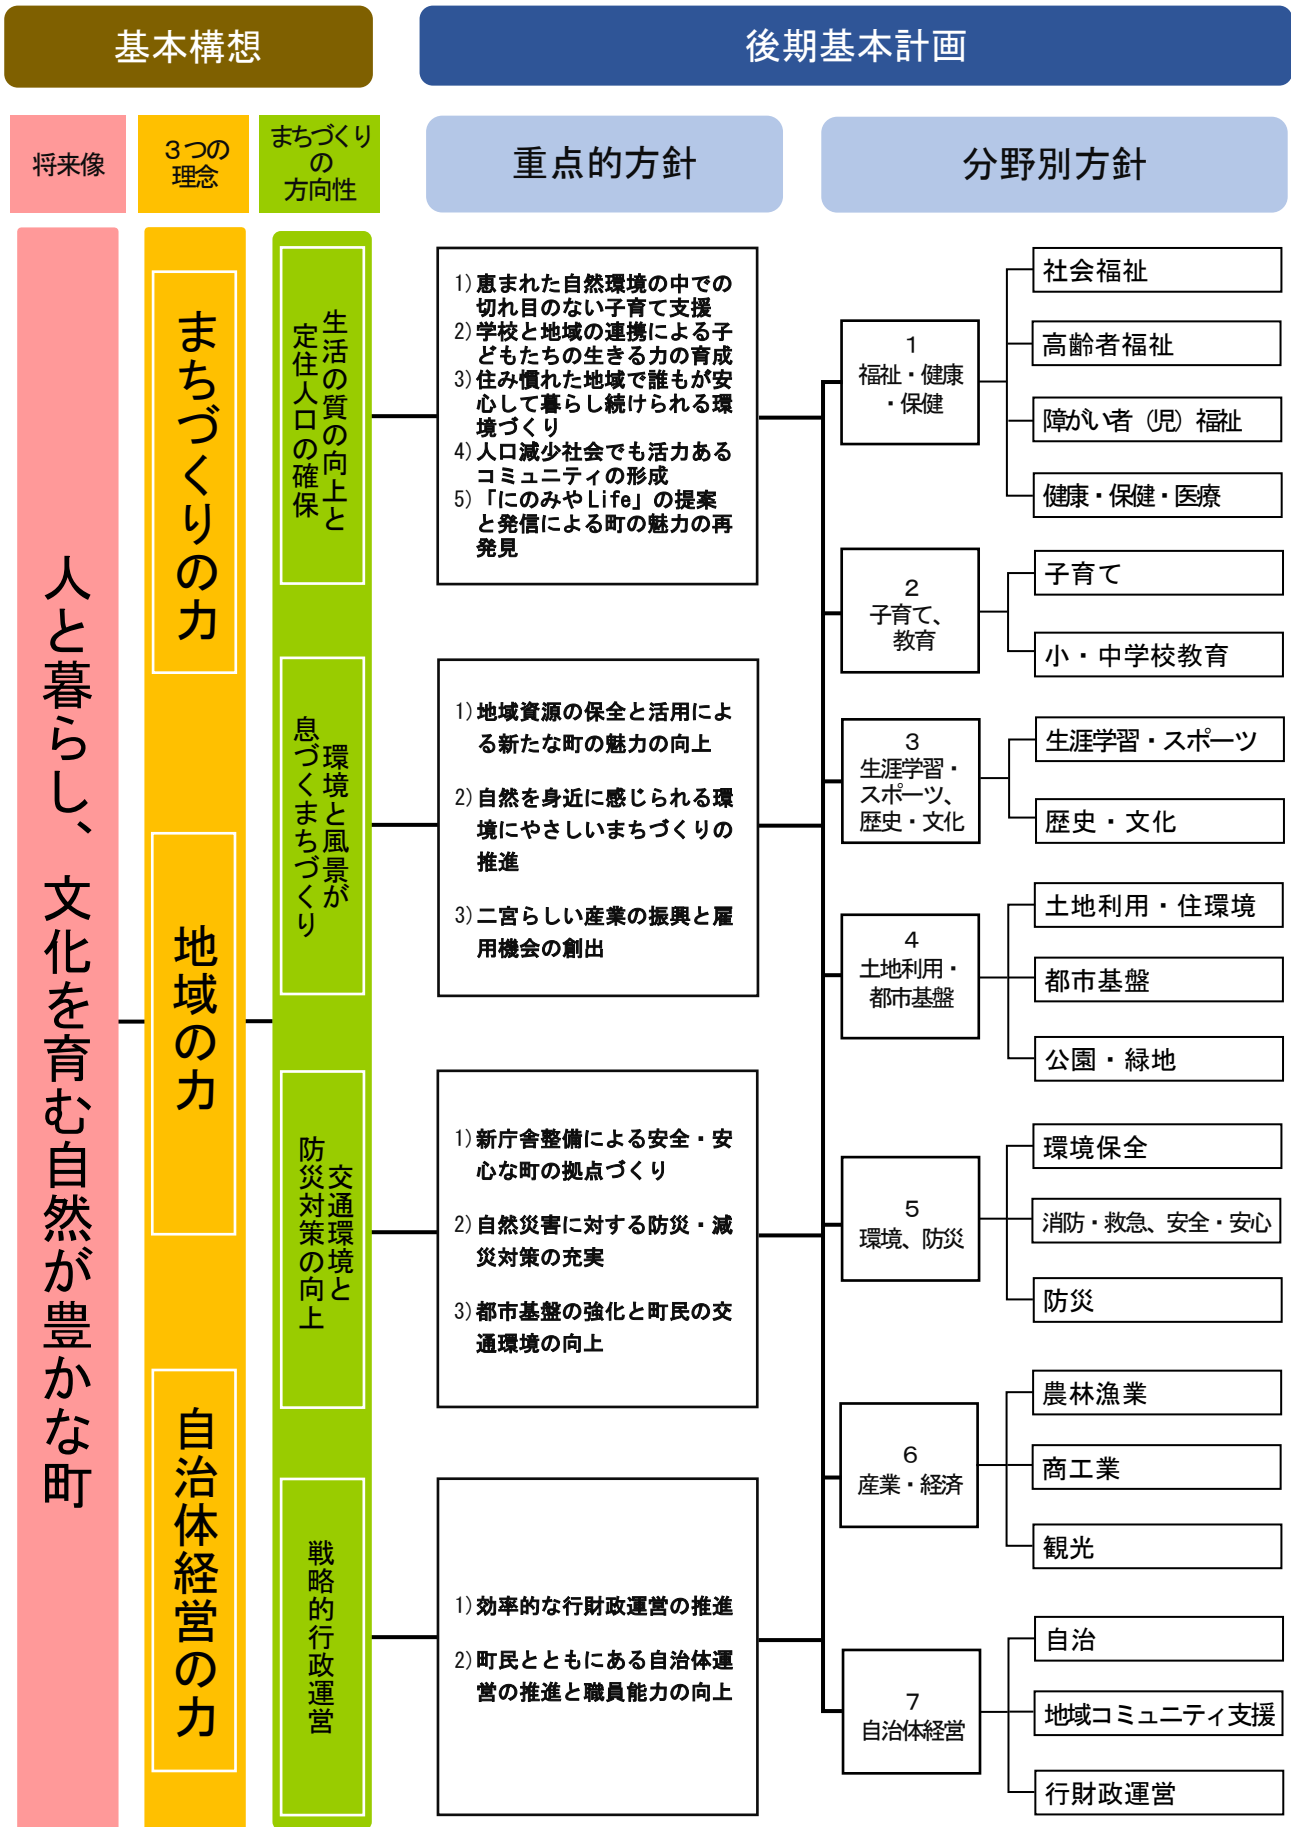 基本構想
後期基本計画
将来像
３つの
理念
まちづくり
の
方向性
重点的方針
分野別方針
人と暮らし、文化を育む自然が豊かな町
まちづくりの力
地域の力
自治体経営の力
生活の質の向上と
定住人口の確保
環境と風景が
息づくまちづくり
交通環境と
防災対策の向上
戦略的行政運営
1)恵まれた自然環境の中での
切れ目のない子育て支援
2)学校と地域の連携による子
どもたちの生きる力の育成
3)住み慣れた地域で誰もが安
心して暮らし続けられる環
境づくり
4)人口減少社会でも活力ある
コミュニティの形成
5)「にのみやLife」の提案
と発信による町の魅力の再
発見
1)地域資源の保全と活用によ
る新たな町の魅力の向上
2)自然を身近に感じられる環
境にやさしいまちづくりの
推進
3)二宮らしい産業の振興と雇
用機会の創出
1)新庁舎整備による安全・安
心な町の拠点づくり
2)自然災害に対する防災・減
災対策の充実
3)都市基盤の強化と町民の交
通環境の向上
1)効率的な行財政運営の推進
2)町民とともにある自治体運
営の推進と職員能力の向上
1
福祉・健康
・保健
社会福祉
高齢者福祉
障がい者（児）福祉
健康・保健・医療
2
子育て、
教育
子育て
小・中学校教育
3
生涯学習・
スポーツ、
歴史・文化
生涯学習・スポーツ
歴史・文化
4
土地利用・
都市基盤
土地利用・住環境
都市基盤
公園・緑地
5
環境、防災
環境保全
消防・救急、安全・安心
防災
6
産業・経済
農林漁業
商工業
観光
7
自治体経営
自治
地域コミュニティ支援
行財政運営